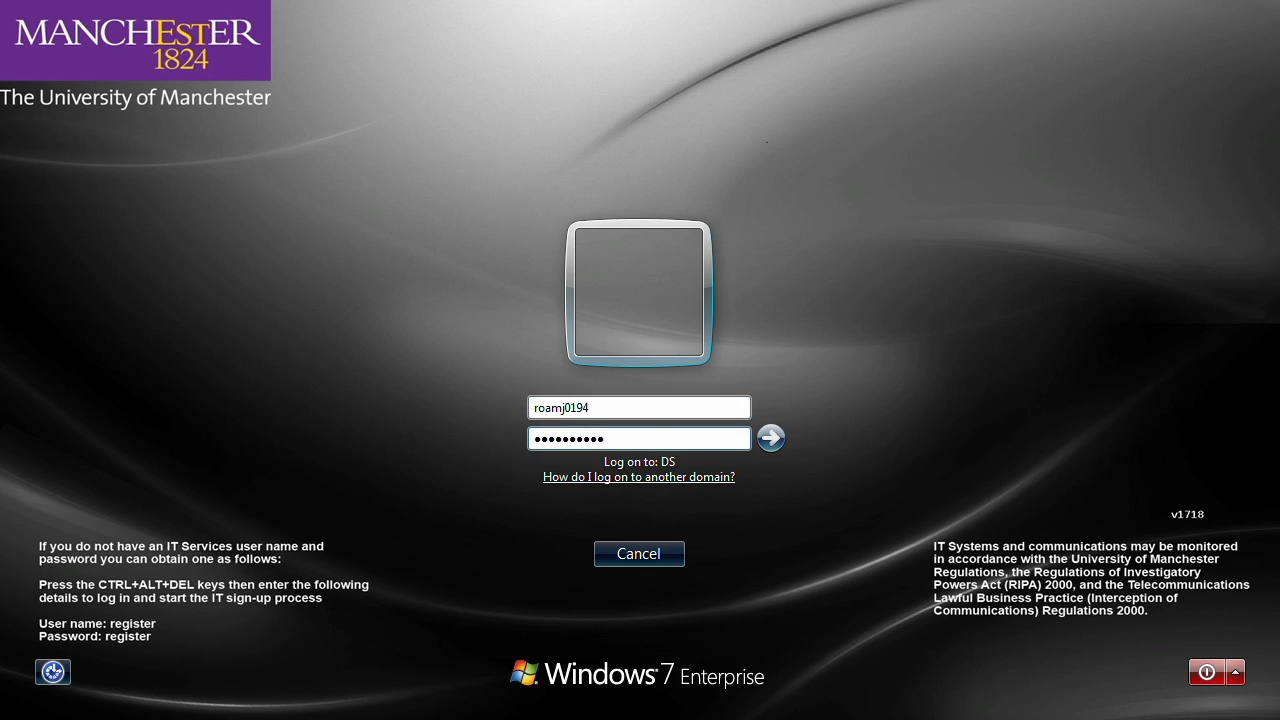 MANCHEstER
1824
The University of Manchester
roamj0194
••••••••••
Log on to: DS
How do I log on to another domain?
v1718
Cancel
If you do not have an IT Services user name and
password you can obtain one as follows:
Press the CTRL+ALT+DEL keys then enter the following
details to log in and start the IT sign-up process
User name: register
Password: register
IT Systems and communications may be monitored
in accordance with the University of Manchester
Regulations, the Regulations of Investigatory
Powers Act (RIPA) 2000, and the Telecommunications
Lawful Business Practice (Interception of
Communications) Regulations 2000.
Windows 7 Enterprise